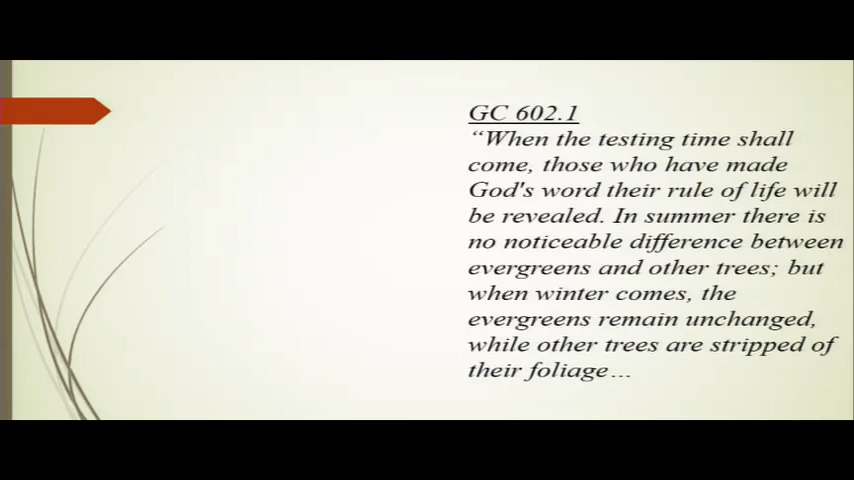 GC 602.1
“When the testing time shall
come, those who have made
God's word their rule of life will
be revealed. In summer there is
no noticeable difference between
evergreens and other trees; but
when winter comes, the
evergreens remain unchanged,
while other trees are stripped of
their foliage…